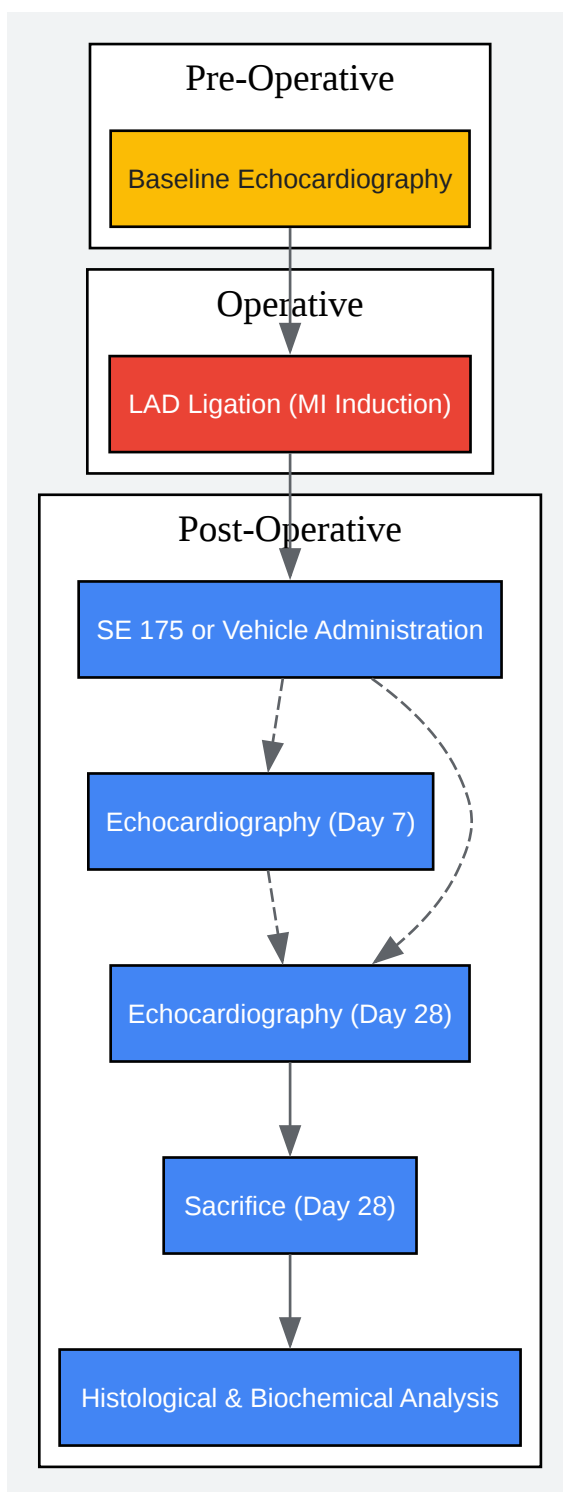 Pre-Operative
Baseline Echocardiography
Operative
LAD Ligation (MI Induction)
Post-Operative
SE 175 or Vehicle Administration
Echocardiography (Day 7)
Echocardiography (Day 28)
Sacrifice (Day 28)
Histological & Biochemical Analysis